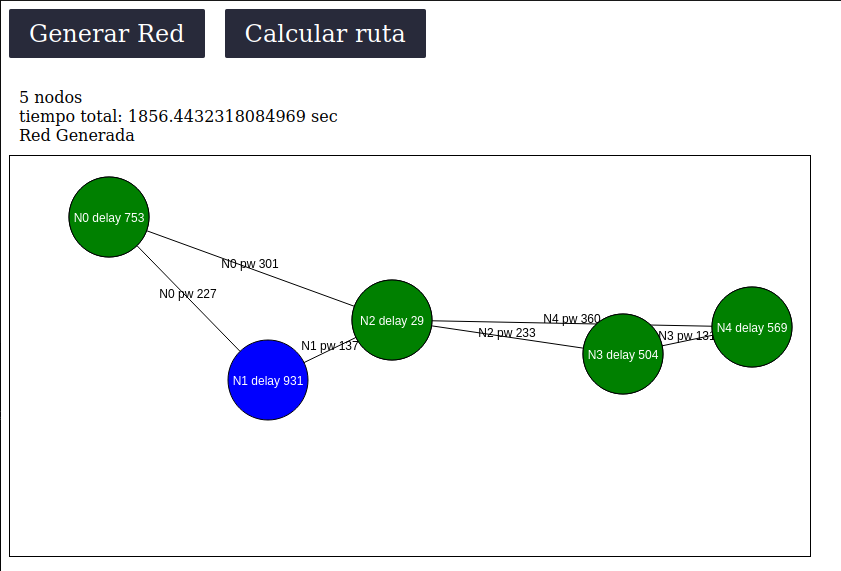 Generar Red
Calcular ruta
5 nodos
tiempo total: 1856.4432318084969 sec
Red Generada
N0 delay 753
N0 pw 301
N0 pw 227
N4 pw 360
N2 delay 29
N2 pw 233
N4 delay 569
N3 pw 131
N1 pw 137
N3 delay 504
N1 delay 931